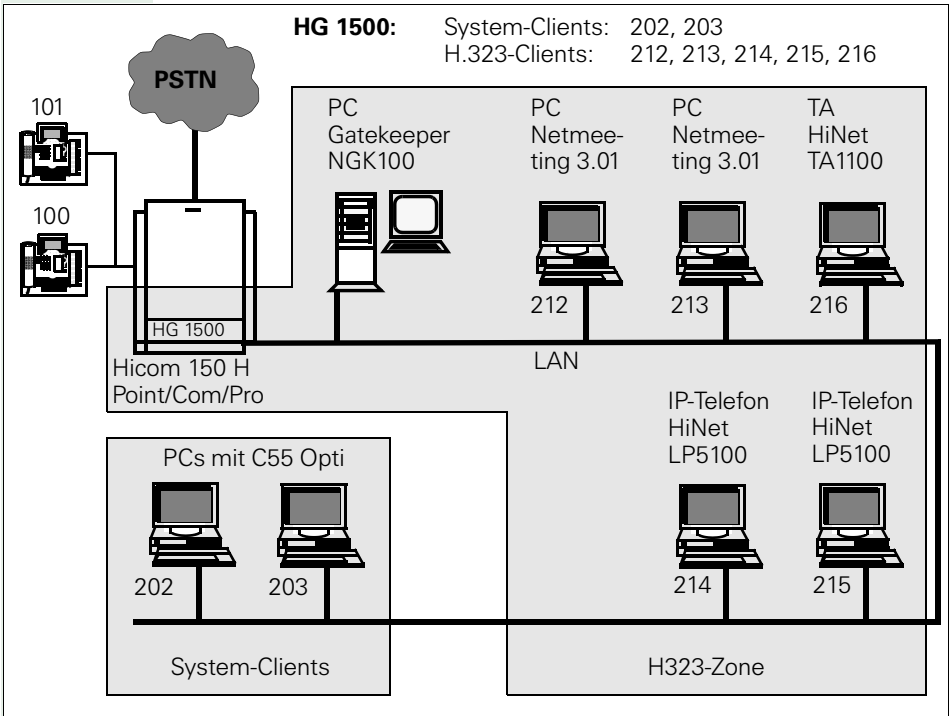 HG 1500: System-Clients: 202, 203
H.323-Clients: 212, 213, 214, 215, 216
PSTN
101
100
PC
Gatekeeper
NGK100
PC
Netmee-
ting 3.01
PC
Netmee-
ting 3.01
TA
HiNet
TA1100
212
213
216
HG 1500
LAN
Hicom 150 H
Point/Com/Pro
IP-Telefon
HiNet
LP5100
IP-Telefon
HiNet
LP5100
PCs mit C55 Opti
202
203
214
215
System-Clients
H323-Zone